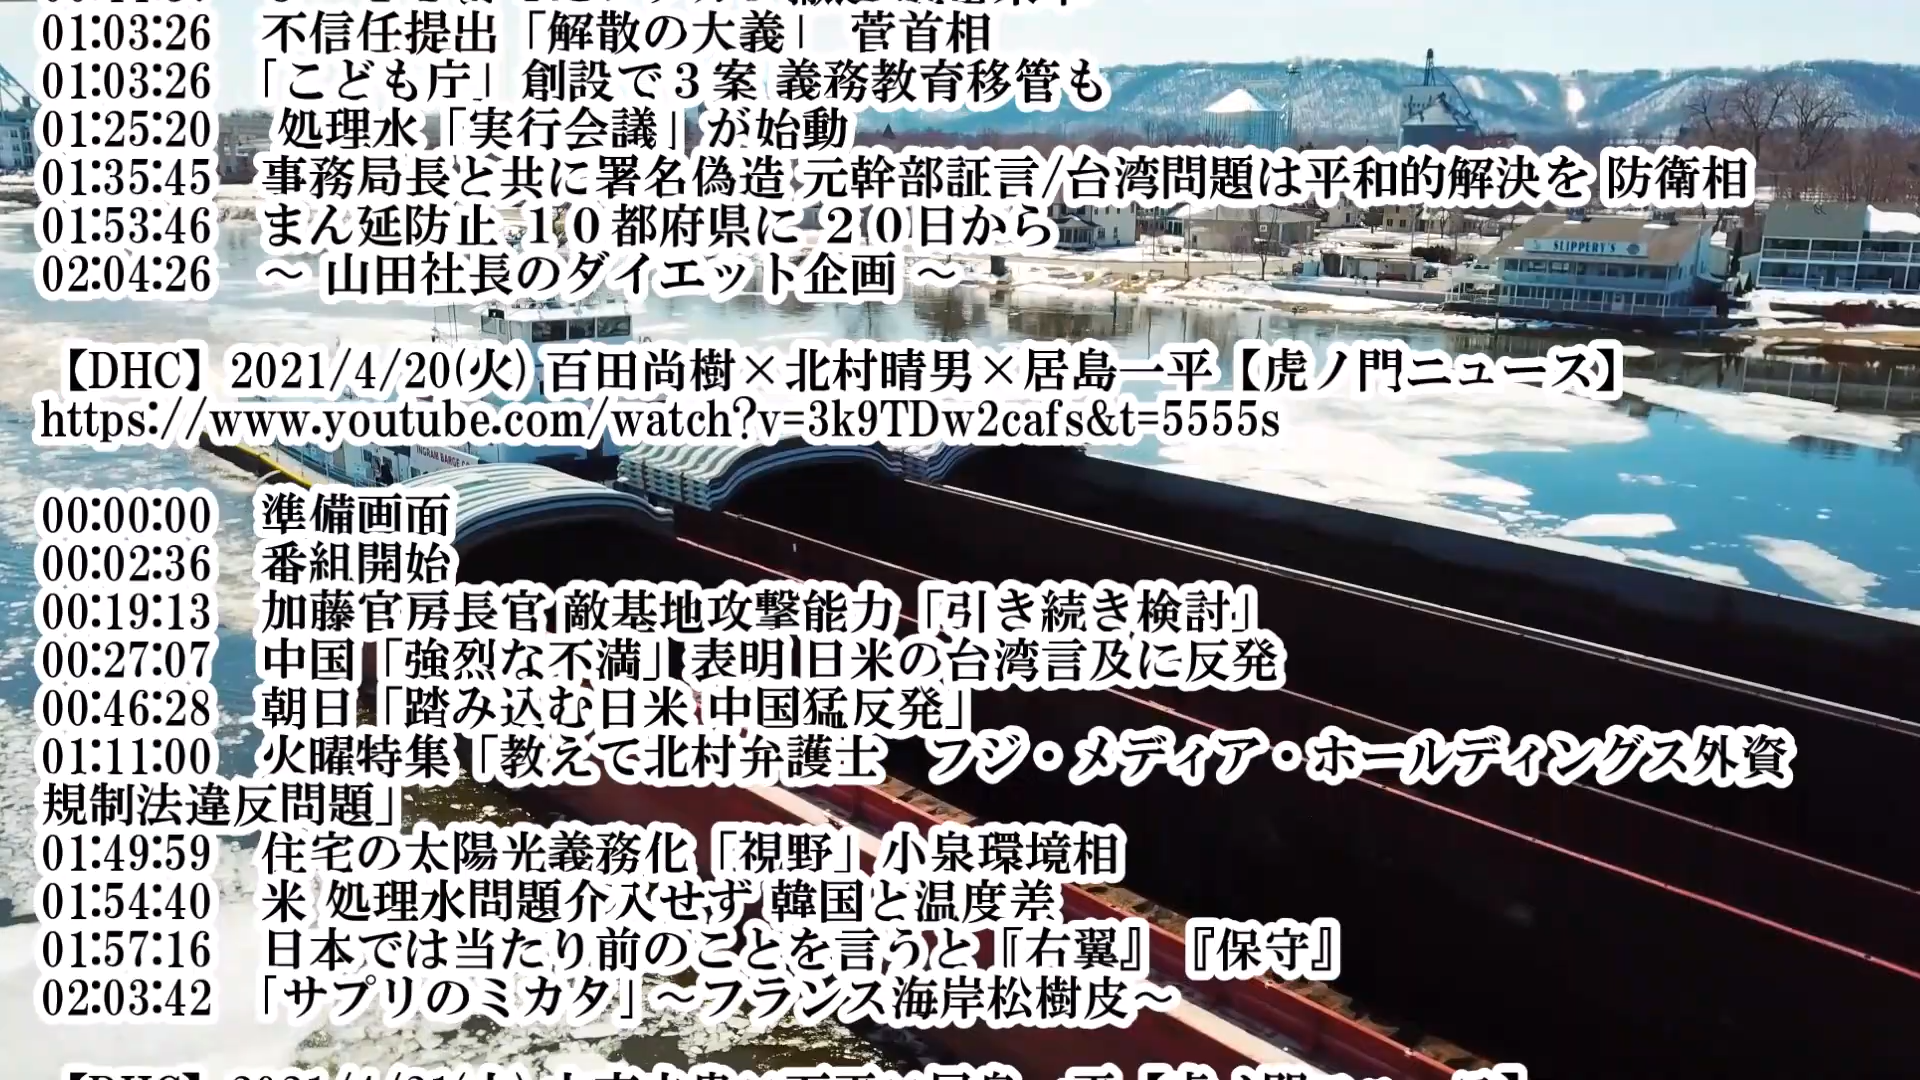 01:03:26 不信任提出「解散の大義」 菅首相
01:03:26 「こども庁」創設で３案 義務教育移管も
01:25:20 処理水「実行会議」が始動
01:35:45 事務局長と共に署名偽造 元幹部証言/台湾問題は平和的解決を 防衛相
01:53:46 まん延防止 １０都府県に ２０日から
02:04:26 ～ 山田社長のダイエット企画 ～
SLIPPERY'S
【DHC】2021/4/20(火) 百田尚樹×北村晴男×居島一平【虎ノ門ニュース】
https://www.youtube.com/watch?v=3k9TDw2cafs&t=5555s
INGRAM BARGE CO
00:00:00 準備画面
00:02:36 番組開始
00:19:13 加藤官房長官 敵基地攻撃能力「引き続き検討」
00:27:07 中国「強烈な不満」表明 日米の台湾言及に反発
00:46:28 朝日「踏み込む日米 中国猛反発」
01:11:00 火曜特集「教えて北村弁護士 フジ・メディア・ホールディングス外資
規制法違反問題」
01:49:59 住宅の太陽光義務化「視野」小泉環境相
01:54:40 米 処理水問題介入せず 韓国と温度差
01:57:16 日本では当たり前のことを言うと『右翼』『保守』
02:03:42 「サプリのミカタ」～フランス海岸松樹皮～